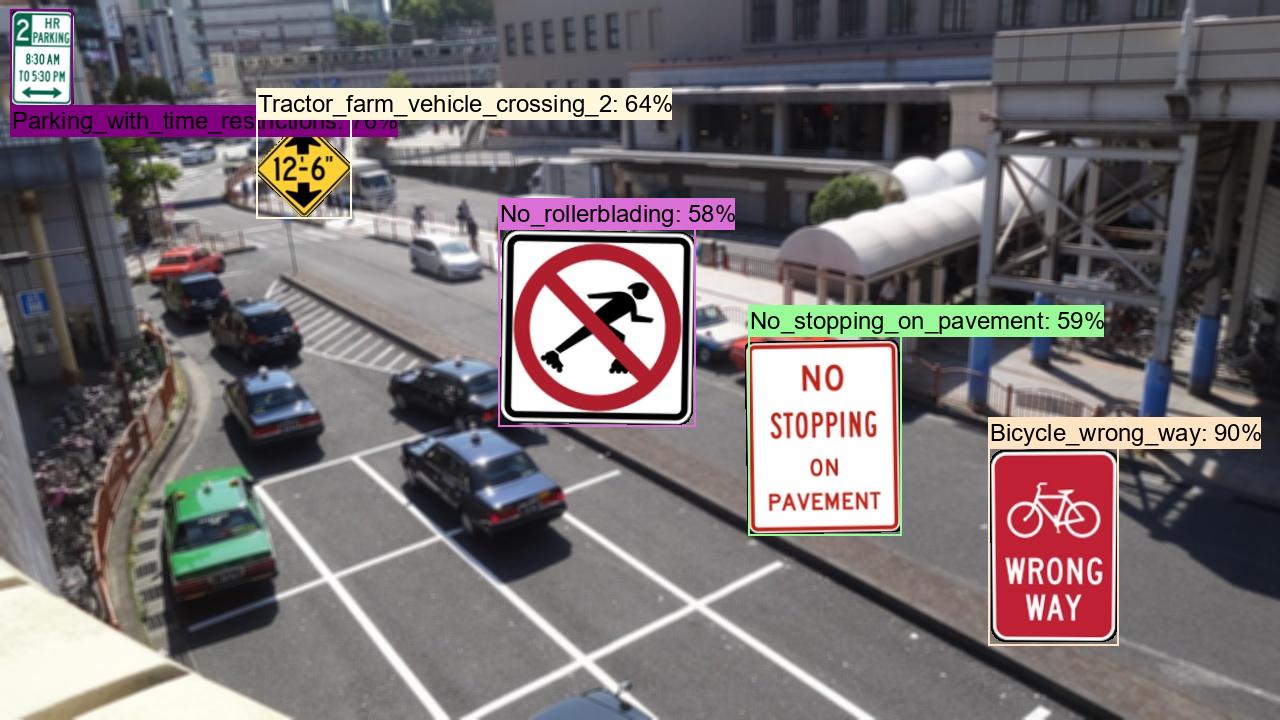 2 HR
PARKING
8:30 AM
TO 5:30 PM
Parking_with_time_restrictions: 76%
Tractor_farm_vehicle_crossing_2: 64%
12'-6"
No_rollerblading: 58%
No_stopping_on_pavement: 59%
NO
STOPPING
ON
PAVEMENT
Bicycle_wrong_way: 90%
WRONG
WAY